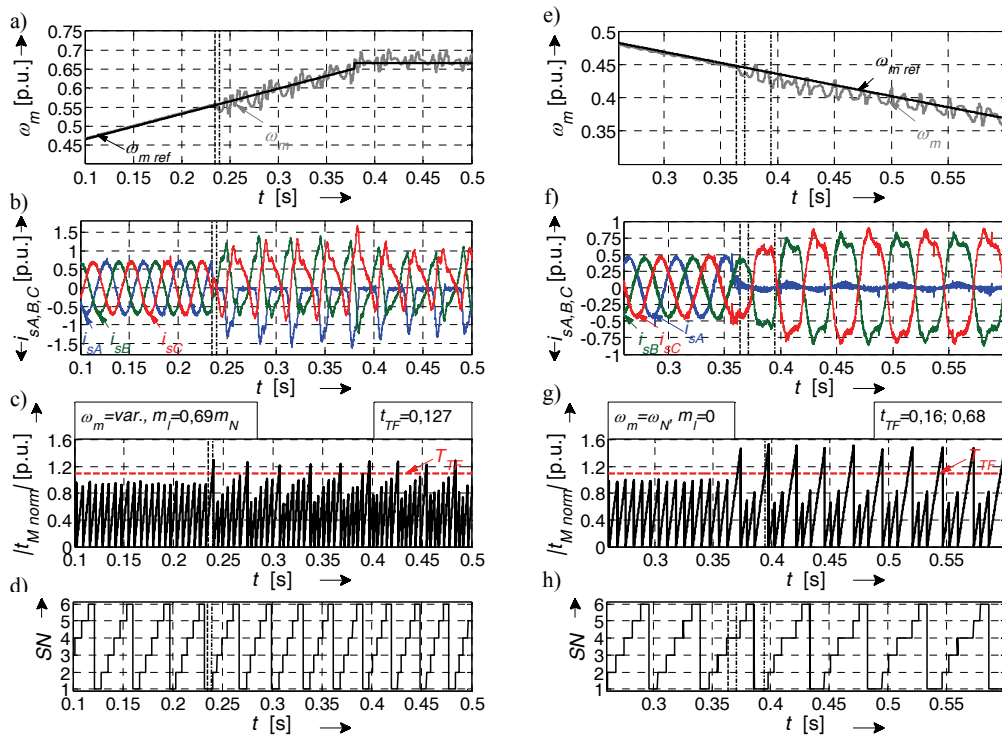 a)
ω_m [p.u.]
0.75
0.7
0.65
0.6
0.55
0.5
0.45
ω_m ref
ω_m
0.1 0.15 0.2 0.25 0.3 0.35 0.4 0.45 0.5
t [s]
b)
i_sA,B,C [p.u.]
1.5
1
0.5
0
-0.5
-1
-1.5
i_sA i_sB i_sC
0.1 0.15 0.2 0.25 0.3 0.35 0.4 0.45 0.5
t [s]
c)
ω_m=var., m_l=0,69m_N
t_TF=0,127
|t_M norm| [p.u.]
1.6
1.2
0.8
0.4
0
T_TF
0.1 0.15 0.2 0.25 0.3 0.35 0.4 0.45 0.5
t [s]
d)
SN
6
5
4
3
2
1
0.1 0.15 0.2 0.25 0.3 0.35 0.4 0.45 0.5
t [s]
e)
ω_m [p.u.]
0.5
0.45
0.4
0.35
ω_m ref
ω_m
0.3 0.35 0.4 0.45 0.5 0.55
t [s]
f)
i_sA,B,C [p.u.]
1
0.75
0.5
0.25
0
-0.25
-0.5
-0.75
-1
i_sB i_sC i_sA
0.3 0.35 0.4 0.45 0.5 0.55
t [s]
g)
ω_m=ω_N, m_l=0
t_TF=0,16; 0,68
|t_M norm| [p.u.]
1.6
1.2
0.8
0.4
0
T_TF
0.3 0.35 0.4 0.45 0.5 0.55
t [s]
h)
SN
6
5
4
3
2
1
0.3 0.35 0.4 0.45 0.5 0.55
t [s]